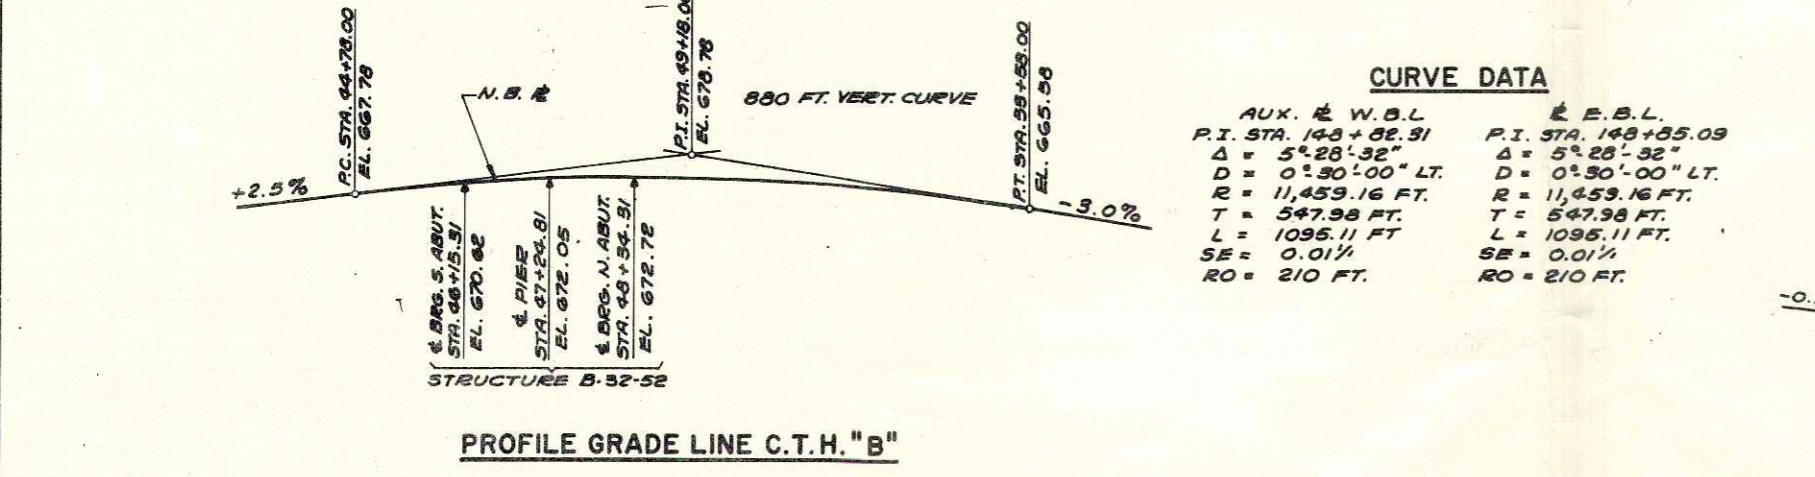 P.C. STA. 44+78.00
EL. 667.78
P.I. STA. 49+18.00
EL. 678.78
P.T. STA. 53+58.00
EL. 665.58
N.B. ⅊
880 FT. VERT. CURVE
+2.5%
-3.0%
℄ BRG. S. ABUT.
STA. 46+15.31
EL. 670.62
℄ PIER
STA. 47+24.81
EL. 672.05
℄ BRG. N. ABUT.
STA. 48+34.31
EL. 672.72
STRUCTURE B-32-52
PROFILE GRADE LINE C.T.H. "B"
CURVE DATA
AUX. ⅊ W.B.L
P.I. STA. 148+82.31
Δ = 5°-28'-32"
D = 0°-30'-00" LT.
R = 11,459.16 FT.
T = 547.98 FT.
L = 1095.11 FT
SE = 0.01'/'
RO = 210 FT.
⅊ E.B.L.
P.I. STA. 148+85.09
Δ = 5°-28'-32"
D = 0°-30'-00" LT.
R = 11,459.16 FT.
T = 547.98 FT.
L = 1095.11 FT.
SE = 0.01'/'
RO = 210 FT.